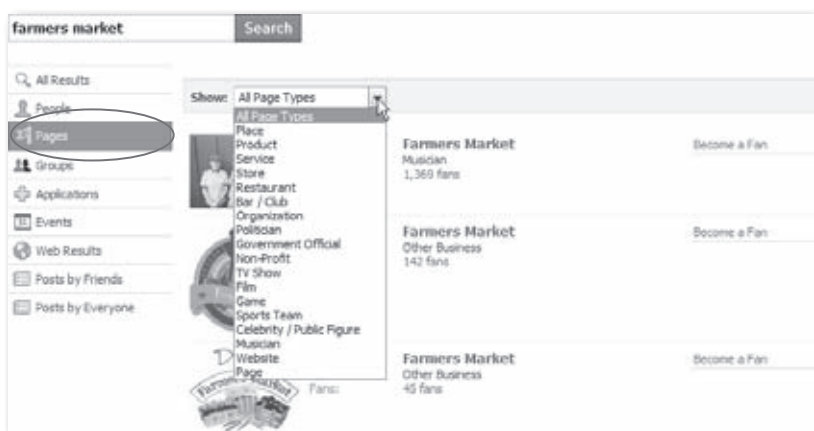 farmers market Search
All Results
People
Pages
Groups
Applications
Events
Web Results
Posts by Friends
Posts by Everyone
Show: All Page Types
All Page Types
Place
Product
Service
Store
Restaurant
Bar / Club
Organization
Politician
Government Official
Non-Profit
TV Show
Film
Game
Sports Team
Celebrity / Public Figure
Musician
Website
Page
Farmers Market
Musician
1,369 fans
Become a Fan
Farmers Market
Other Business
142 fans
Become a Fan
Fans:
Farmers Market
Other Business
45 fans
Become a Fan
Farmers Market